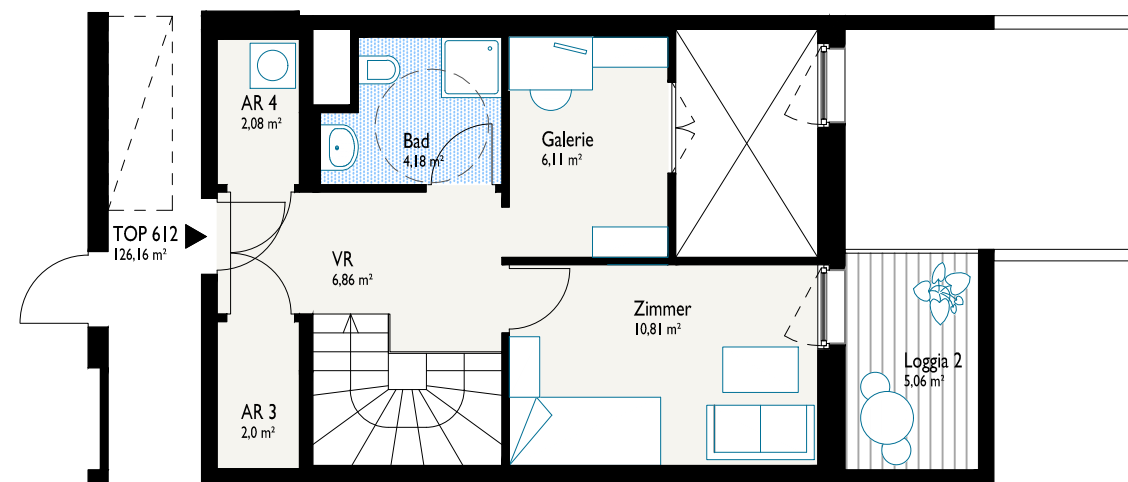 AR 4
2,08 m²
Bad
4,18 m²
Galerie
6,11 m²
TOP 612
126,16 m²
VR
6,86 m²
Zimmer
10,81 m²
Loggia 2
5,06 m²
AR 3
2,0 m²